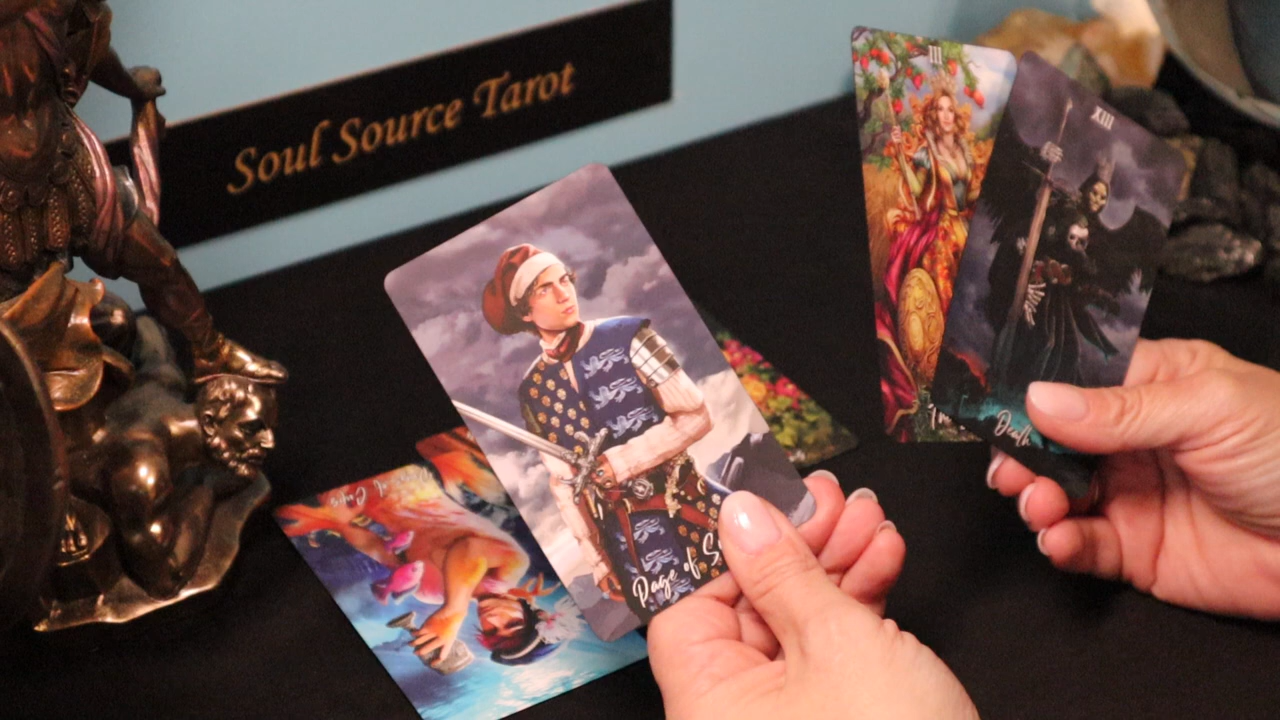 Soul Source Tarot
III
XIII
Death
Page of S